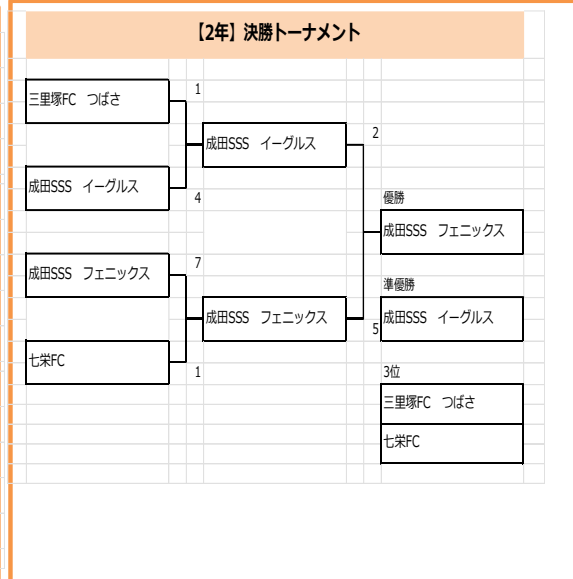 【2年】決勝トーナメント
1
三里塚FC　つばさ
2
成田SSS　イーグルス
成田SSS　イーグルス
4
優勝
成田SSS　フェニックス
7
成田SSS　フェニックス
準優勝
成田SSS　フェニックス
5
成田SSS　イーグルス
七栄FC
1
3位
三里塚FC　つばさ
七栄FC